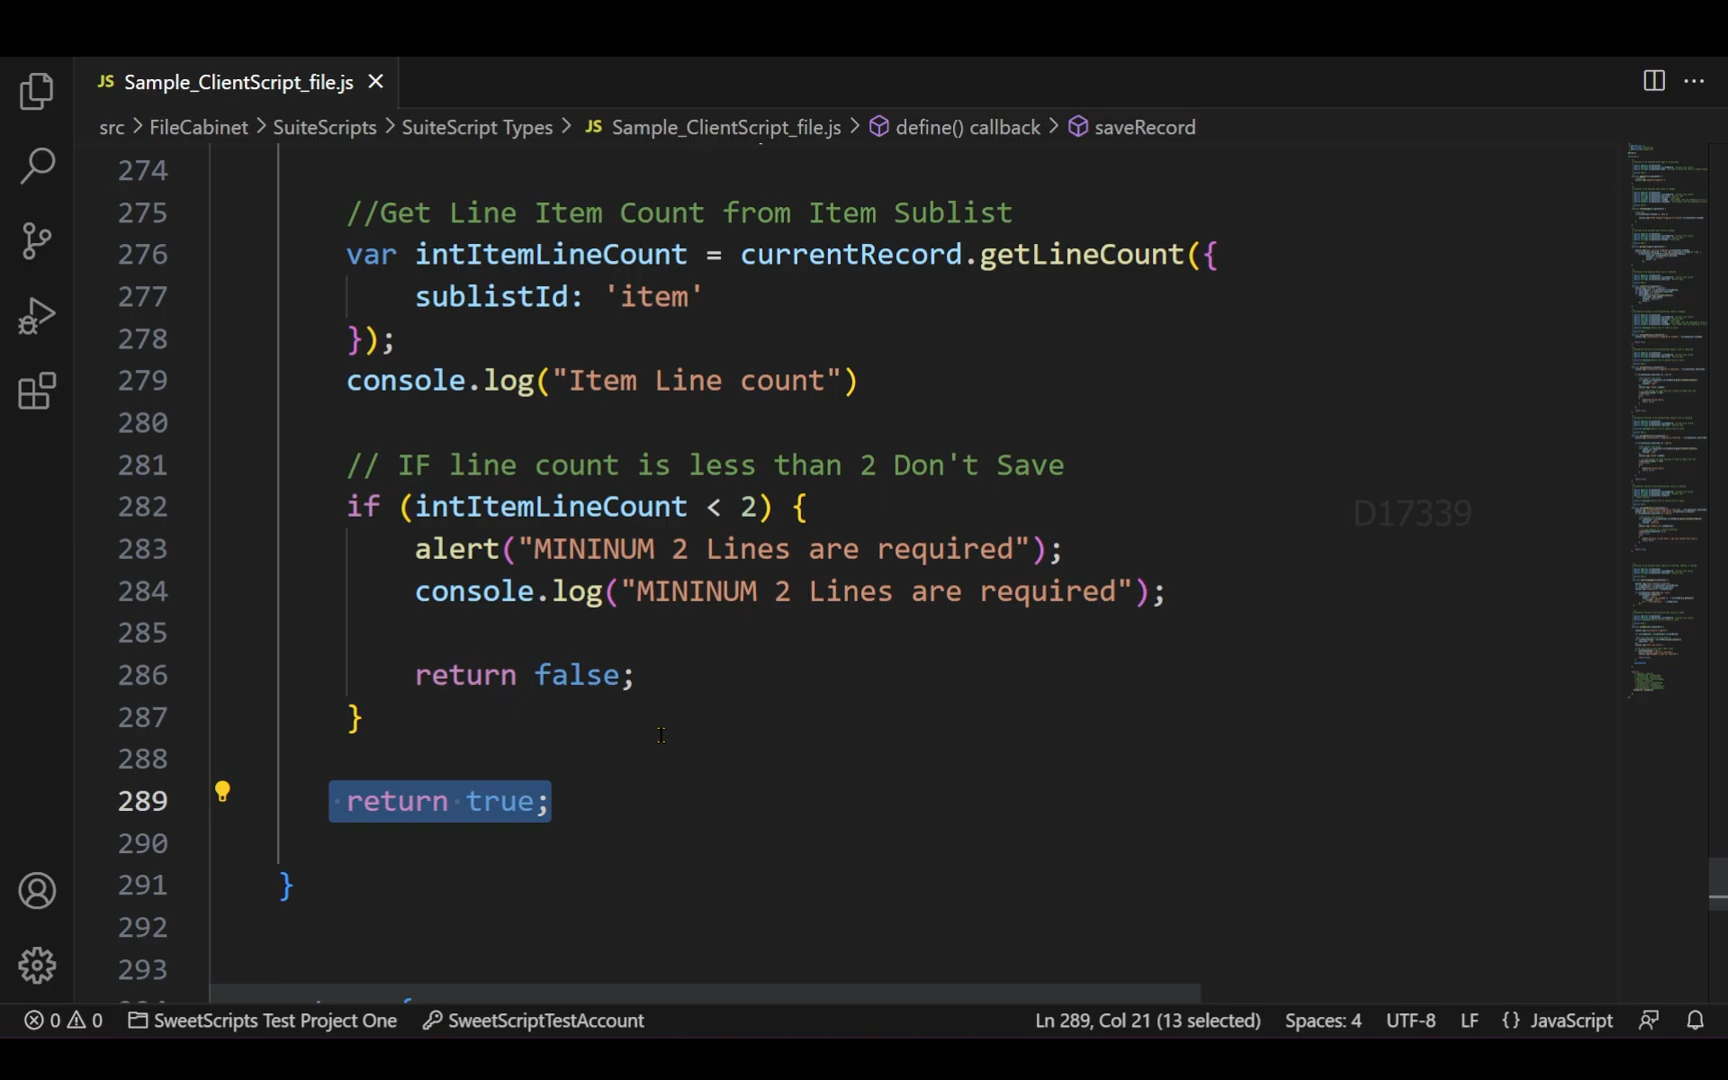 JS Sample_ClientScript_file.js
src > FileCabinet > SuiteScripts > SuiteScript Types > JS Sample_ClientScript_file.js > define() callback > saveRecord
274
275 //Get Line Item Count from Item Sublist
276 var intItemLineCount = currentRecord.getLineCount({
277 sublistId: 'item'
278 });
279 console.log("Item Line count")
280
281 // IF line count is less than 2 Don't Save
282 if (intItemLineCount < 2) {
283 alert("MININUM 2 Lines are required");
284 console.log("MININUM 2 Lines are required");
285
286 return false;
287 }
288
289 return true;
290
291 }
292
293
D17339
0 0 SweetScripts Test Project One SweetScriptTestAccount Ln 289, Col 21 (13 selected) Spaces: 4 UTF-8 LF {} JavaScript